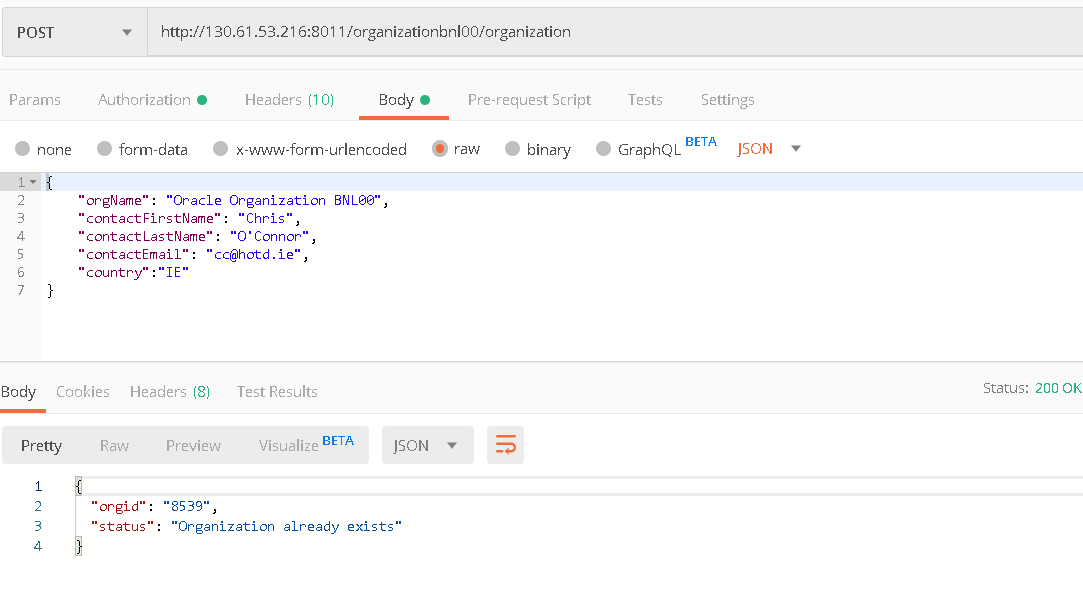 POST http://130.61.53.216:8011/organizationbnl00/organization
Params Authorization Headers (10) Body Pre-request Script Tests Settings
none form-data x-www-form-urlencoded raw binary GraphQL BETA JSON
1 {
2 "orgName": "Oracle Organization BNL00",
3 "contactFirstName": "Chris",
4 "contactLastName": "O'Connor",
5 "contactEmail": "cc@hotd.ie",
6 "country":"IE"
7 }
Body Cookies Headers (8) Test Results Status: 200 OK
Pretty Raw Preview Visualize BETA JSON
1 {
2 "orgid": "8539",
3 "status": "Organization already exists"
4 }